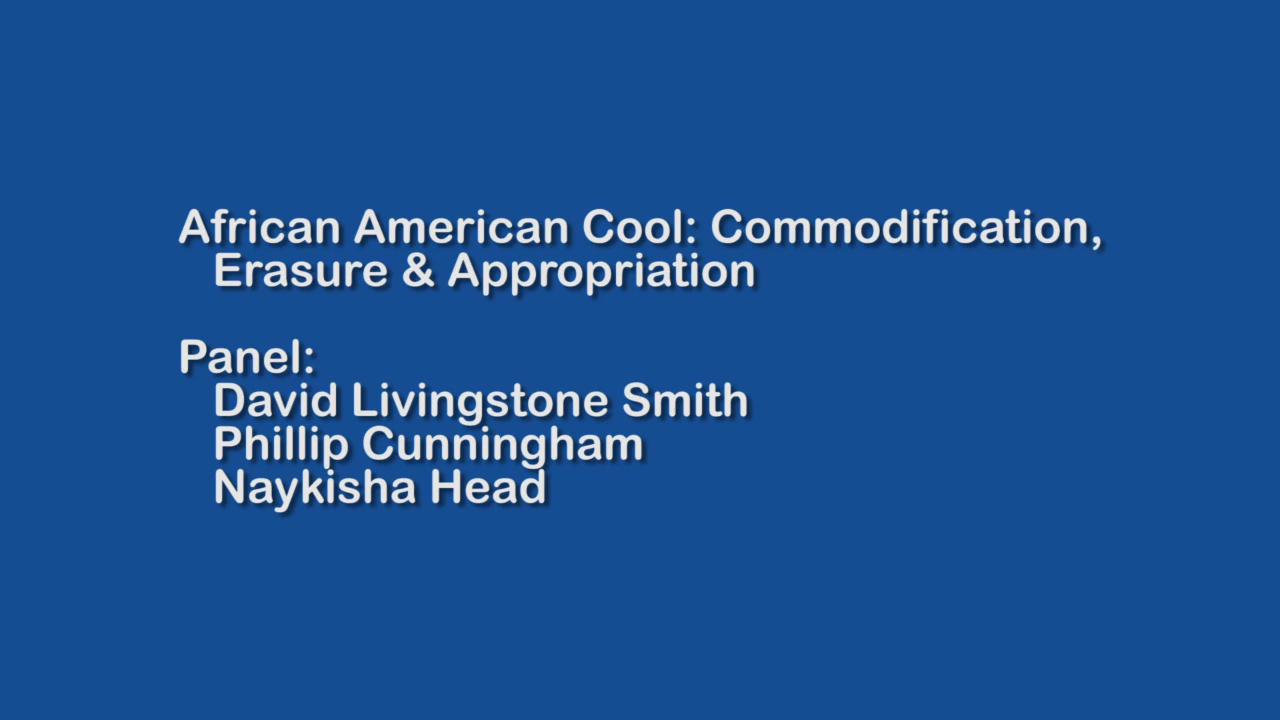 African American Cool: Commodification,
Erasure & Appropriation
Panel:
David Livingstone Smith
Phillip Cunningham
Naykisha Head